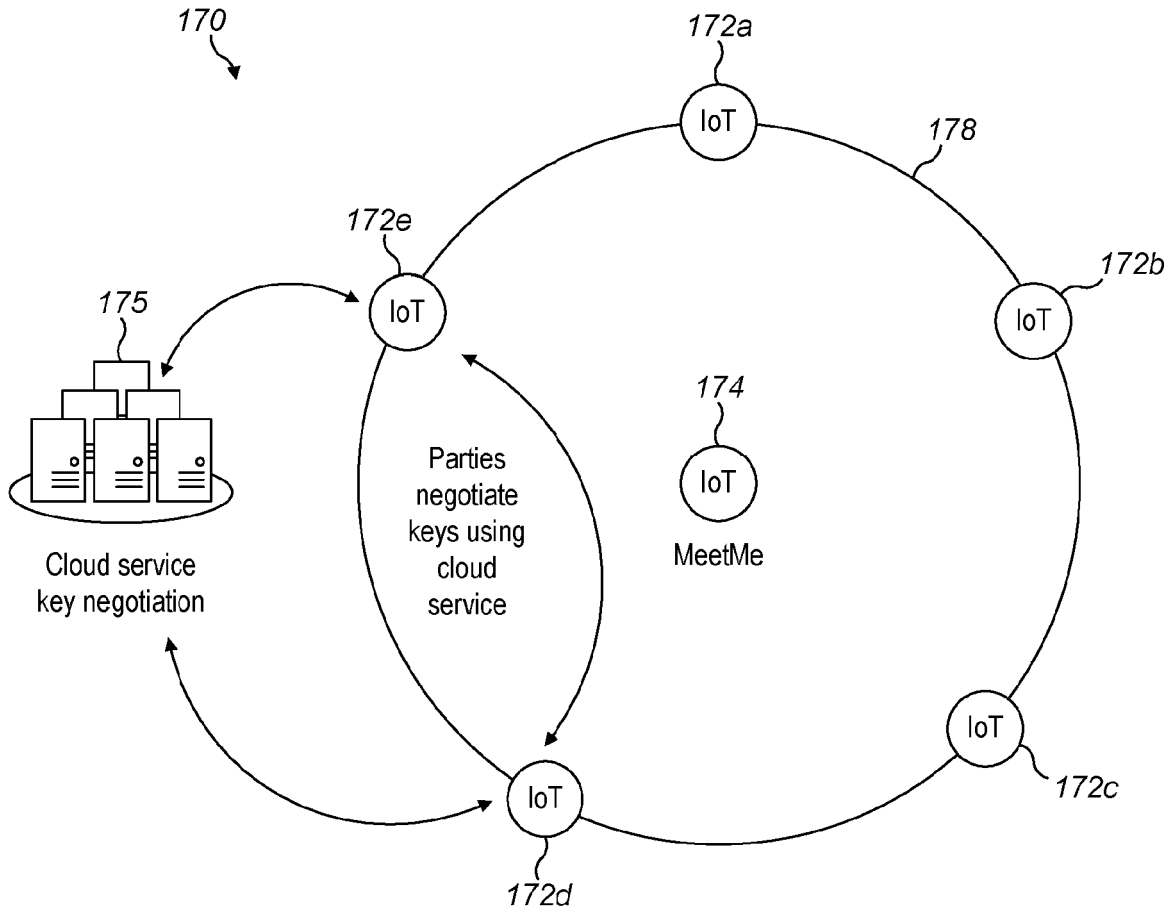 170
172a
IoT
178
172e
IoT
172b
IoT
175
174
IoT
MeetMe
Parties
negotiate
keys using
cloud
service
Cloud service
key negotiation
IoT
172c
IoT
172d